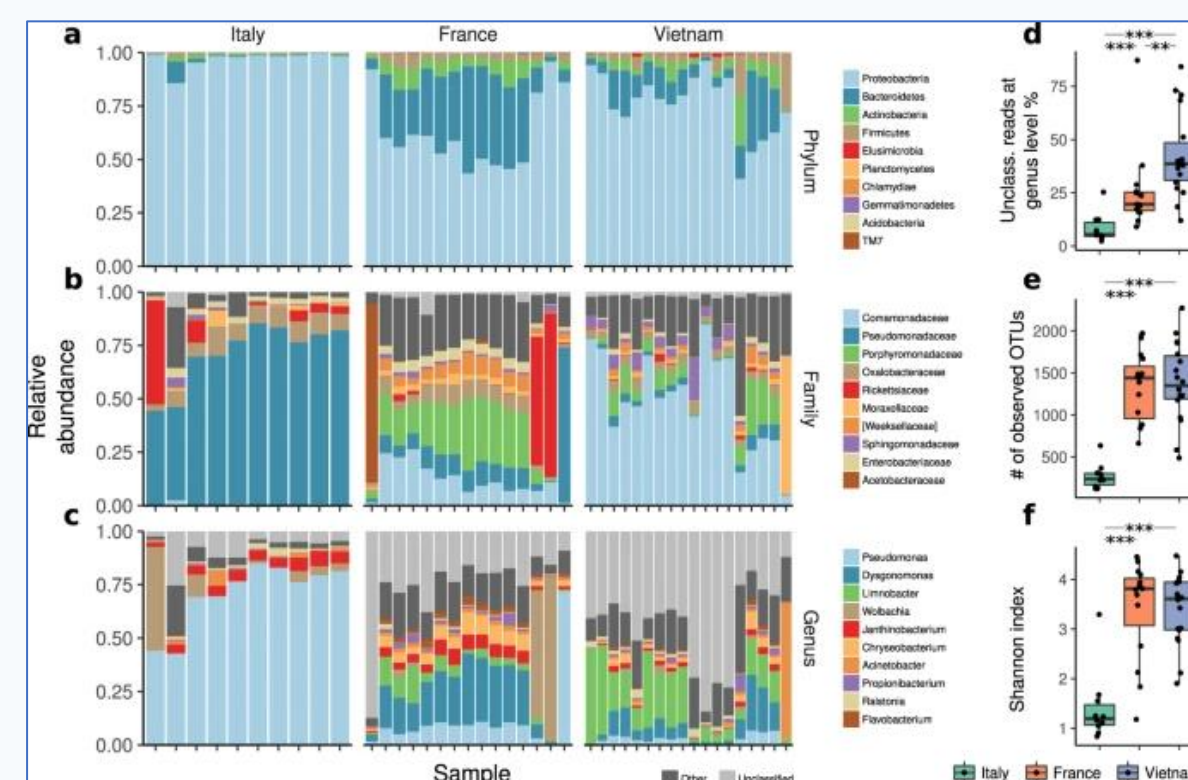 a
Italy
France
Vietnam
1.00
0.75
0.50
0.25
0.00
Phylum
Proteobacteria
Bacteroidetes
Actinobacteria
Firmicutes
Elusimicrobia
Planctomycetes
Chlamydiae
Gemmatimonadetes
Acidobacteria
TM7
b
1.00
0.75
0.50
0.25
0.00
Relative
abundance
Family
Comamonadaceae
Pseudomonadaceae
Porphyromonadaceae
Oxalobacteraceae
Rickettsiaceae
Moraxellaceae
[Weeksellaceae]
Sphingomonadaceae
Enterobacteriaceae
Acetobacteraceae
c
1.00
0.75
0.50
0.25
0.00
Genus
Pseudomonas
Dysgonomonas
Limnobacter
Wolbachia
Janthinobacterium
Chryseobacterium
Acinetobacter
Propionibacterium
Ralstonia
Flavobacterium
Sample
Other
Unclassified
d
***
*** **
Unclass. reads at
genus level %
75
50
25
0
e
***
***
# of observed OTUs
2000
1500
1000
500
f
***
***
Shannon index
4
3
2
1
Italy
France
Vietna